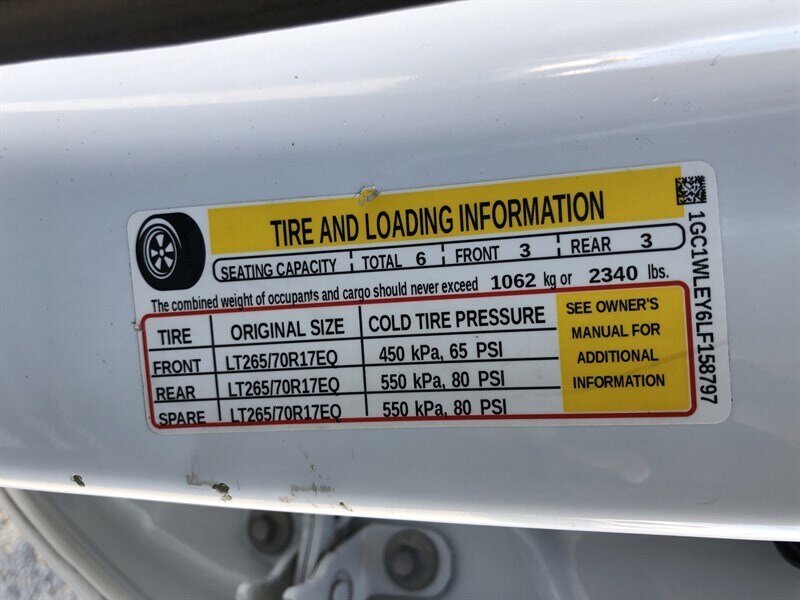 TIRE AND LOADING INFORMATION
SEATING CAPACITY TOTAL 6 FRONT 3 REAR 3
The combined weight of occupants and cargo should never exceed 1062 kg or 2340 lbs.
TIRE ORIGINAL SIZE COLD TIRE PRESSURE
FRONT LT265/70R17EQ 450 kPa, 65 PSI
REAR LT265/70R17EQ 550 kPa, 80 PSI
SPARE LT265/70R17EQ 550 kPa, 80 PSI
SEE OWNER'S
MANUAL FOR
ADDITIONAL
INFORMATION
1GC1WLEY6LF158797